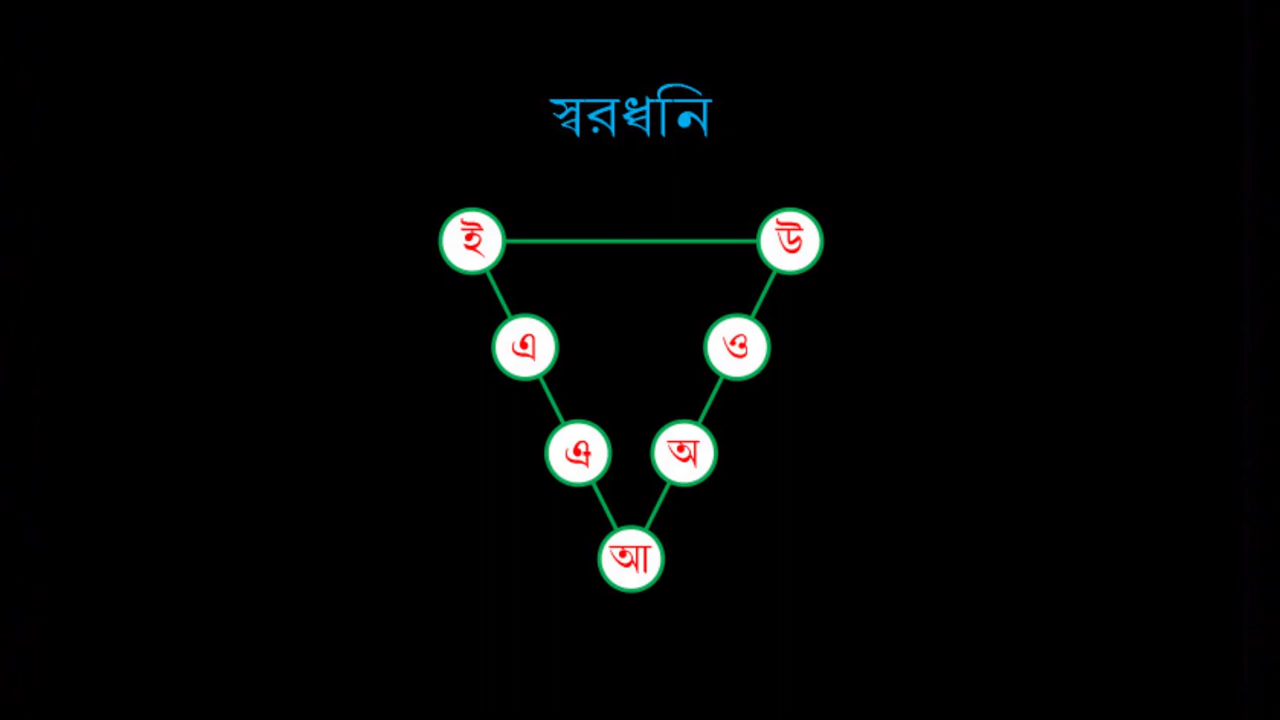 স্বরধ্বনি
ই উ
এ ও
এ অ
আ